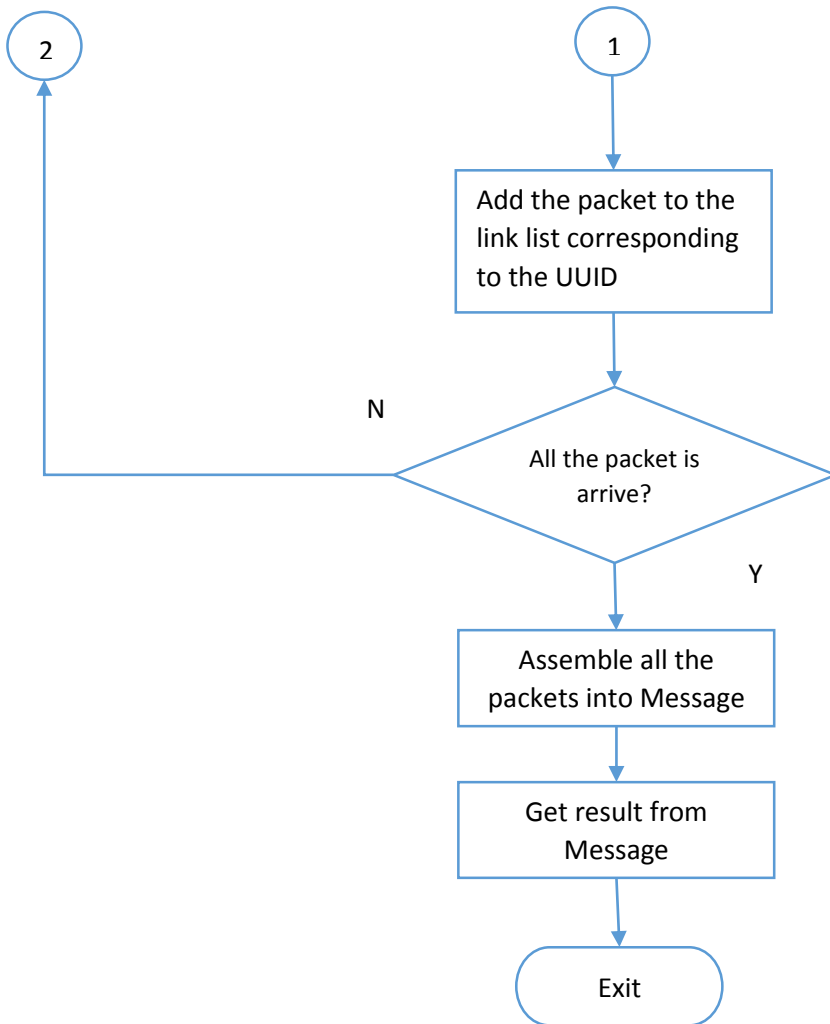 2
1
Add the packet to the
link list corresponding
to the UUID
N
All the packet is
arrive?
Y
Assemble all the
packets into Message
Get result from
Message
Exit